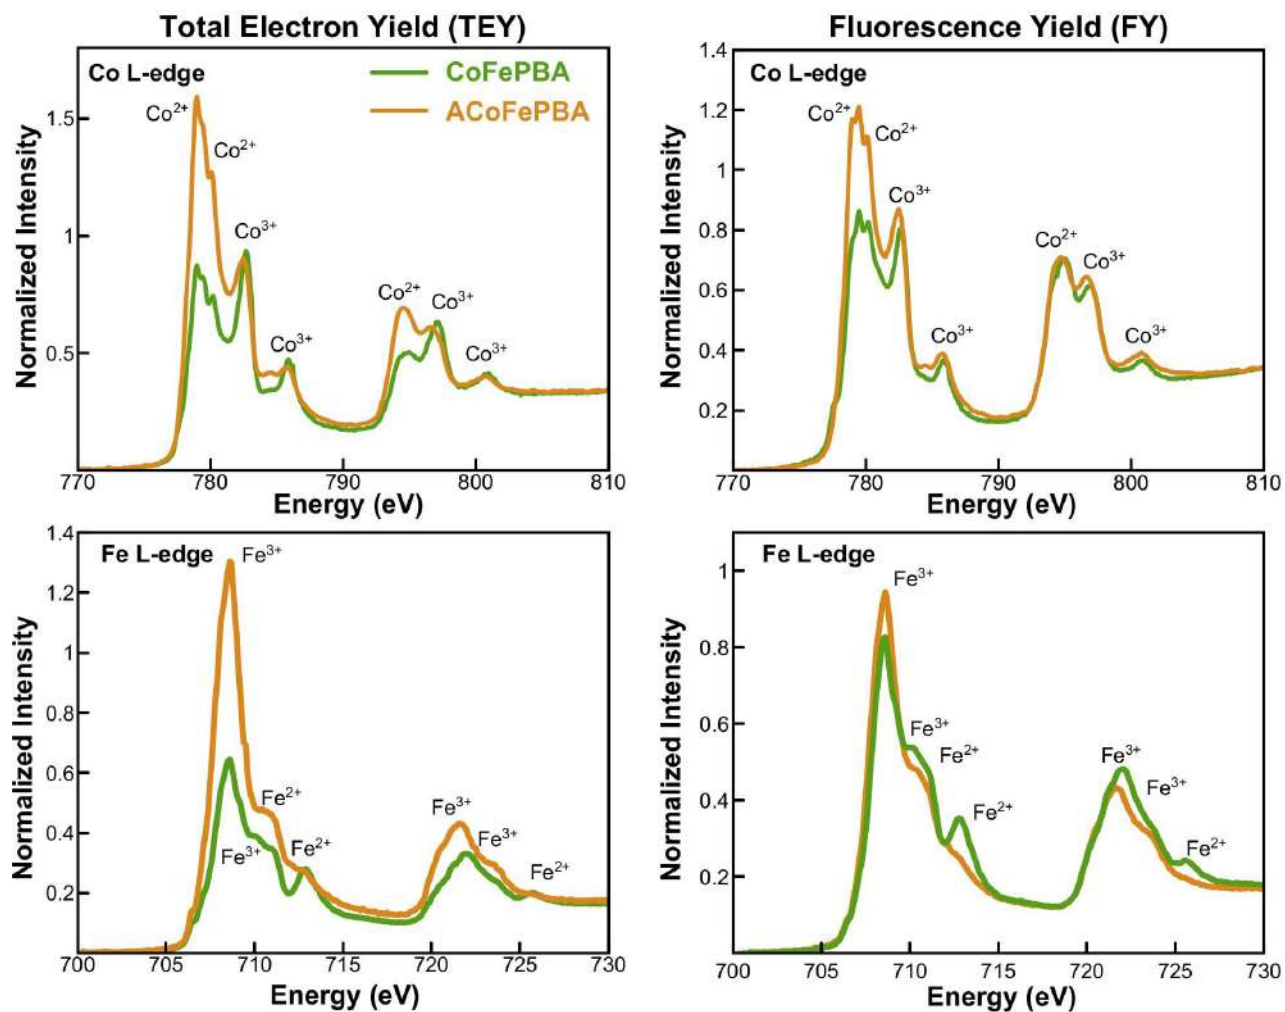 Total Electron Yield (TEY)
Co L-edge
CoFePBA
ACoFePBA
Co²⁺
Co²⁺
Co³⁺
Co³⁺
Co²⁺
Co³⁺
Co³⁺
1.5
1
0.5
Normalized Intensity
770
780
790
800
810
Energy (eV)
Fluorescence Yield (FY)
Co L-edge
Co²⁺
Co²⁺
Co³⁺
Co³⁺
Co²⁺
Co³⁺
Co³⁺
1.4
1.2
1
0.8
0.6
0.4
0.2
Normalized Intensity
770
780
790
800
810
Energy (eV)
Fe L-edge
Fe³⁺
Fe²⁺
Fe³⁺
Fe²⁺
Fe³⁺
Fe³⁺
Fe²⁺
1.4
1.2
1
0.8
0.6
0.4
0.2
Normalized Intensity
700
705
710
715
720
725
730
Energy (eV)
Fe L-edge
Fe³⁺
Fe³⁺
Fe²⁺
Fe²⁺
Fe³⁺
Fe³⁺
Fe²⁺
1
0.8
0.6
0.4
0.2
Normalized Intensity
700
705
710
715
720
725
730
Energy (eV)